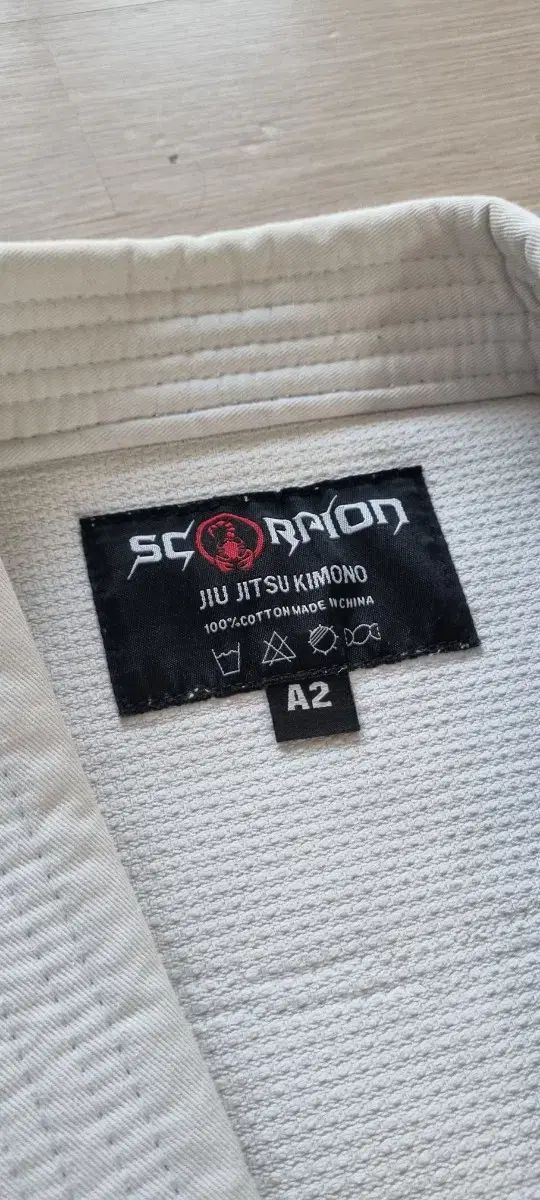 SCORPION
JIU JITSU KIMONO
100% COTTON MADE IN CHINA
A2